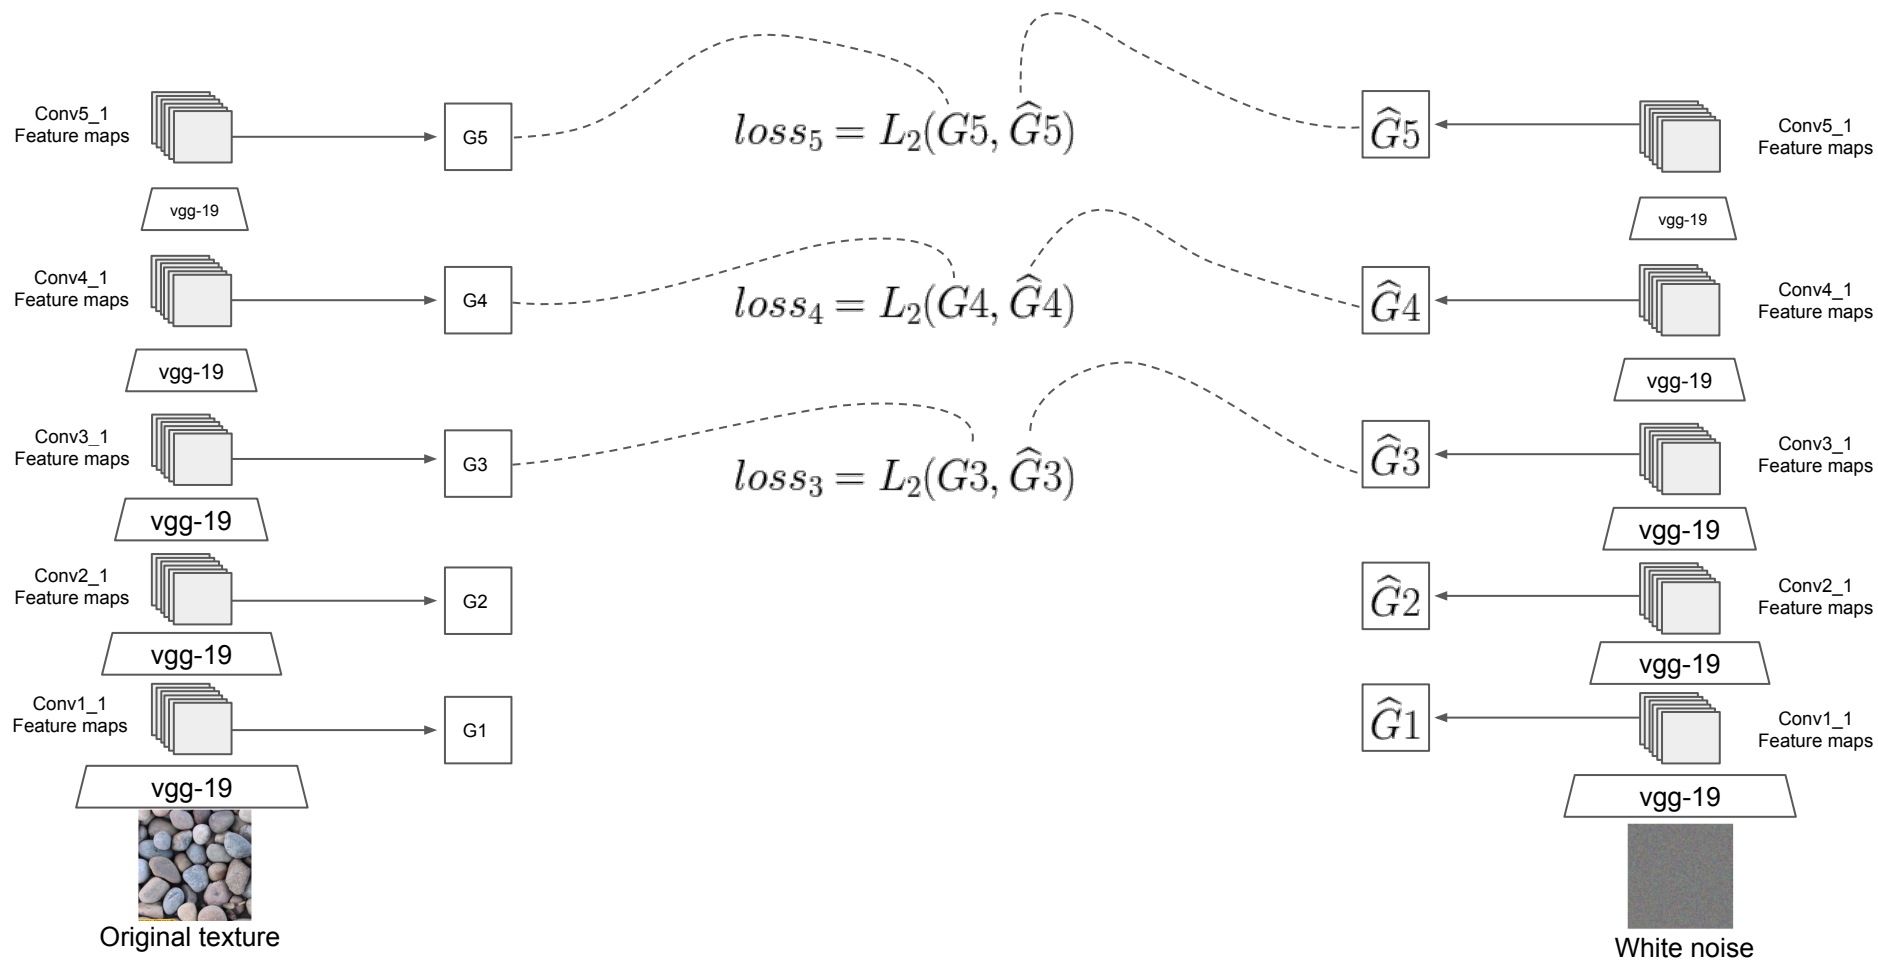 Conv5_1
Feature maps
G5
loss₅ = L₂(G5, Ĝ5)
Ĝ5
Conv5_1
Feature maps
vgg-19
vgg-19
Conv4_1
Feature maps
G4
loss₄ = L₂(G4, Ĝ4)
Ĝ4
Conv4_1
Feature maps
vgg-19
vgg-19
Conv3_1
Feature maps
G3
loss₃ = L₂(G3, Ĝ3)
Ĝ3
Conv3_1
Feature maps
vgg-19
vgg-19
Conv2_1
Feature maps
G2
Ĝ2
Conv2_1
Feature maps
vgg-19
vgg-19
Conv1_1
Feature maps
G1
Ĝ1
Conv1_1
Feature maps
vgg-19
vgg-19
Original texture
White noise